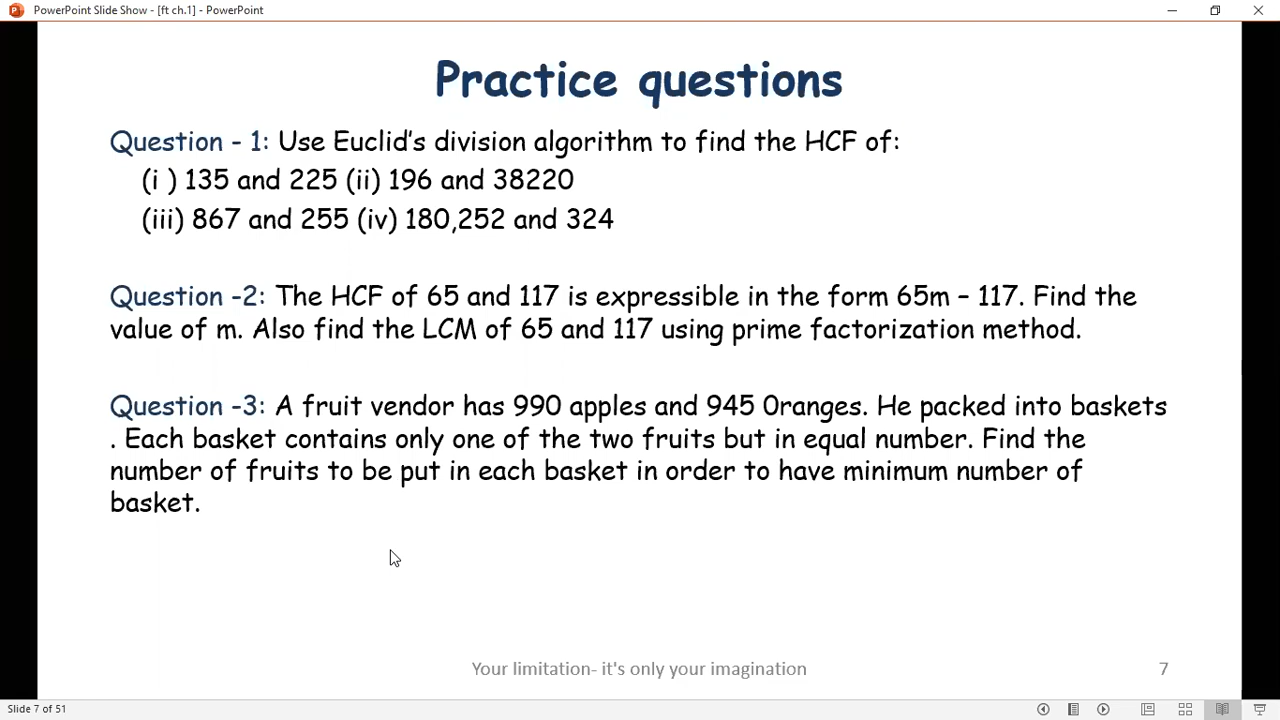 PowerPoint Slide Show - [ft ch.1] - PowerPoint
Practice questions
Question - 1: Use Euclid's division algorithm to find the HCF of:
(i ) 135 and 225 (ii) 196 and 38220
(iii) 867 and 255 (iv) 180,252 and 324
Question -2: The HCF of 65 and 117 is expressible in the form 65m – 117. Find the
value of m. Also find the LCM of 65 and 117 using prime factorization method.
Question -3: A fruit vendor has 990 apples and 945 0ranges. He packed into baskets
. Each basket contains only one of the two fruits but in equal number. Find the
number of fruits to be put in each basket in order to have minimum number of
basket.
Your limitation- it's only your imagination
7
Slide 7 of 51